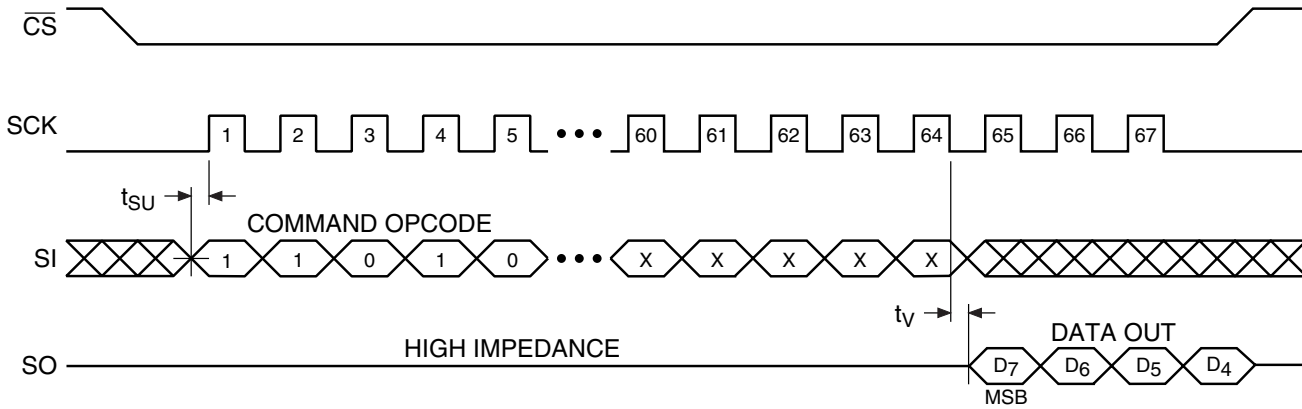 CS
SCK 1 2 3 4 5 ••• 60 61 62 63 64 65 66 67
tSU
COMMAND OPCODE
SI 1 1 0 1 0 ••• X X X X X
tV
HIGH IMPEDANCE
DATA OUT
SO D7 D6 D5 D4
MSB